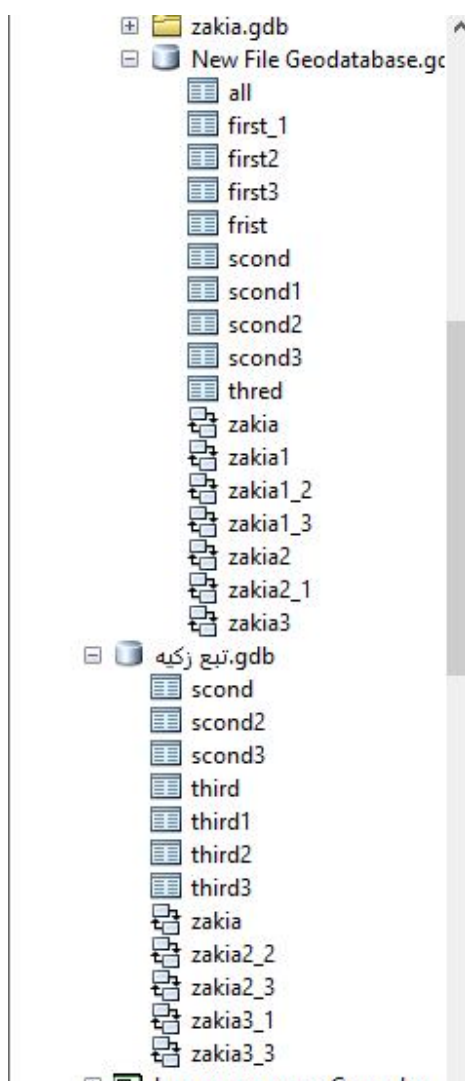 zakia.gdb
New File Geodatabase.gd
all
first_1
first2
first3
frist
scond
scond1
scond2
scond3
thred
zakia
zakia1
zakia1_2
zakia1_3
zakia2
zakia2_1
zakia3
تبع زكيه.gdb
scond
scond2
scond3
third
third1
third2
third3
zakia
zakia2_2
zakia2_3
zakia3_1
zakia3_3